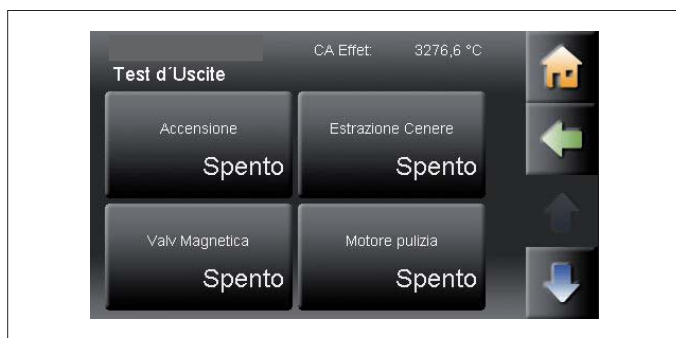 CA Effet: 3276,6 °C
Test d´Uscite
Accensione
Spento
Estrazione Cenere
Spento
Valv Magnetica
Spento
Motore pulizia
Spento